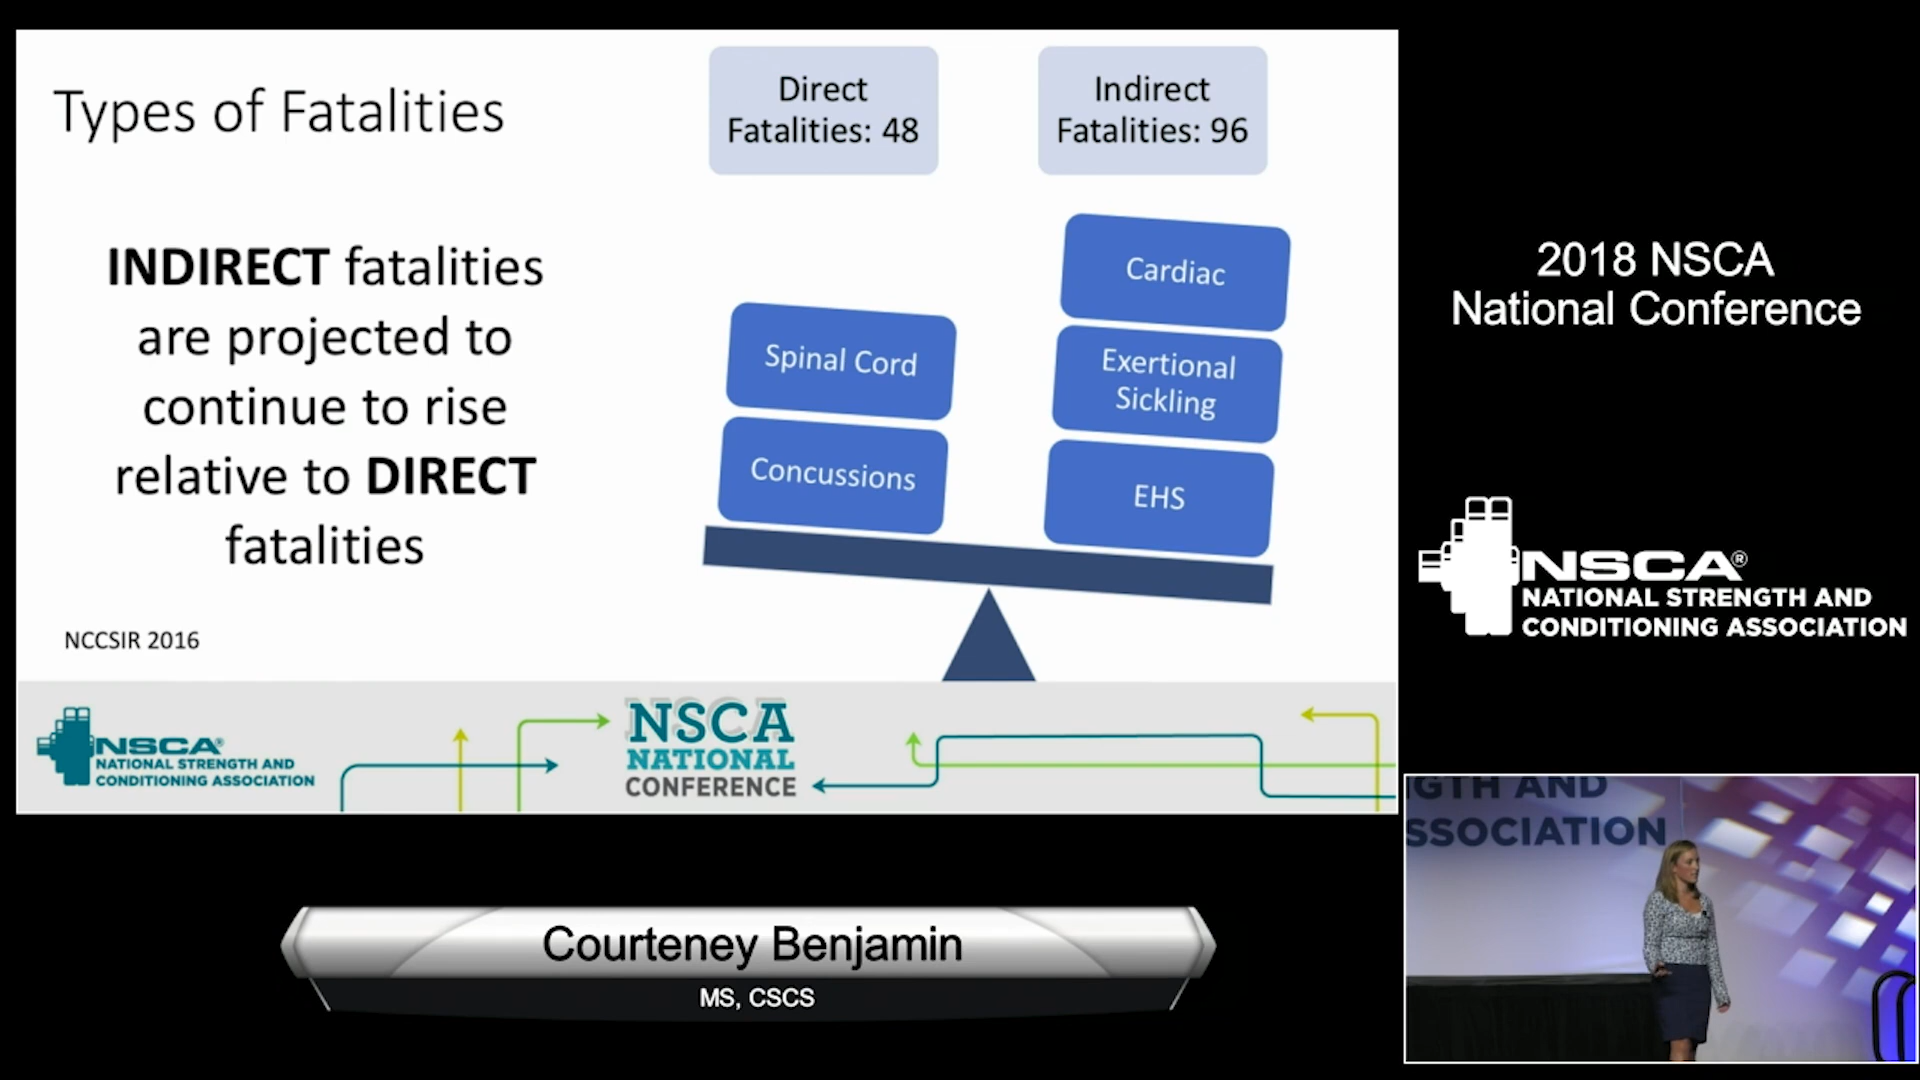 Types of Fatalities
Direct
Fatalities: 48
Indirect
Fatalities: 96
INDIRECT fatalities
are projected to
continue to rise
relative to DIRECT
fatalities
Spinal Cord
Concussions
Cardiac
Exertional
Sickling
EHS
NCCSIR 2016
NSCA®
NATIONAL STRENGTH AND
CONDITIONING ASSOCIATION
NSCA
NATIONAL
CONFERENCE
2018 NSCA
National Conference
NSCA®
NATIONAL STRENGTH AND
CONDITIONING ASSOCIATION
GTH AND
SSOCIATION
Courteney Benjamin
MS, CSCS